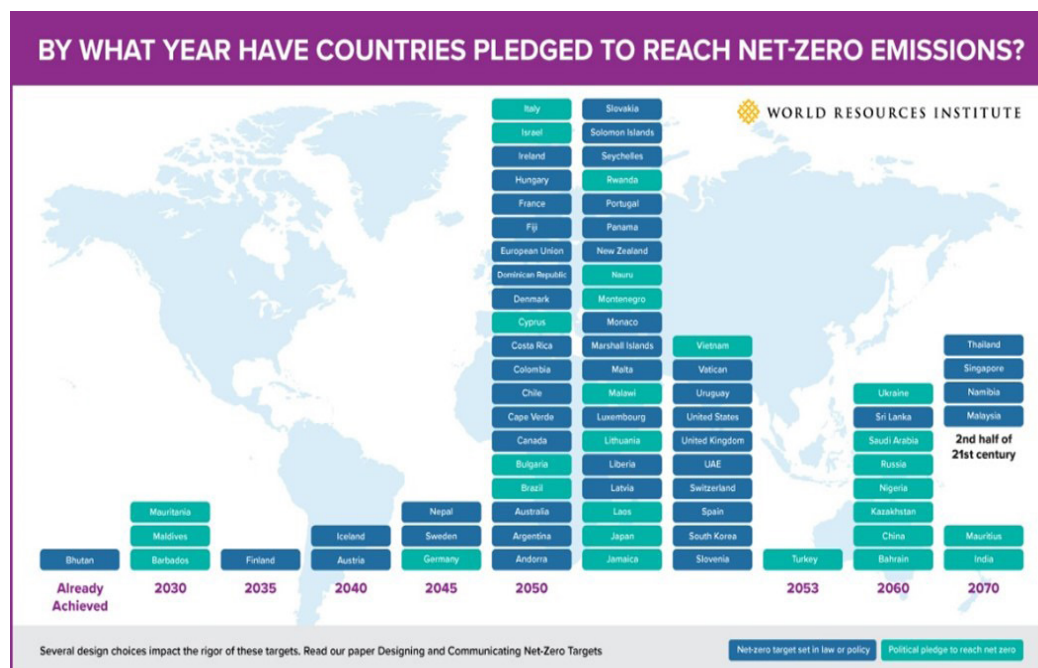 BY WHAT YEAR HAVE COUNTRIES PLEDGED TO REACH NET-ZERO EMISSIONS?
WORLD RESOURCES INSTITUTE
Bhutan
Already
Achieved
Mauritania
Maldives
Barbados
2030
Finland
2035
Iceland
Austria
2040
Nepal
Sweden
Germany
2045
Italy
Israel
Ireland
Hungary
France
Fiji
European Union
Dominican Republic
Denmark
Cyprus
Costa Rica
Colombia
Chile
Cape Verde
Canada
Bulgaria
Brazil
Australia
Argentina
Andorra
2050
Slovakia
Solomon Islands
Seychelles
Rwanda
Portugal
Panama
New Zealand
Nauru
Montenegro
Monaco
Marshall Islands
Malta
Malawi
Luxembourg
Lithuania
Liberia
Latvia
Laos
Japan
Jamaica
Vietnam
Vatican
Uruguay
United States
United Kingdom
UAE
Switzerland
Spain
South Korea
Slovenia
Turkey
2053
Ukraine
Sri Lanka
Saudi Arabia
Russia
Nigeria
Kazakhstan
China
Bahrain
2060
Thailand
Singapore
Namibia
Malaysia
2nd half of
21st century
Mauritius
India
2070
Several design choices impact the rigor of these targets. Read our paper Designing and Communicating Net-Zero Targets
Net-zero target set in law or policy
Political pledge to reach net zero